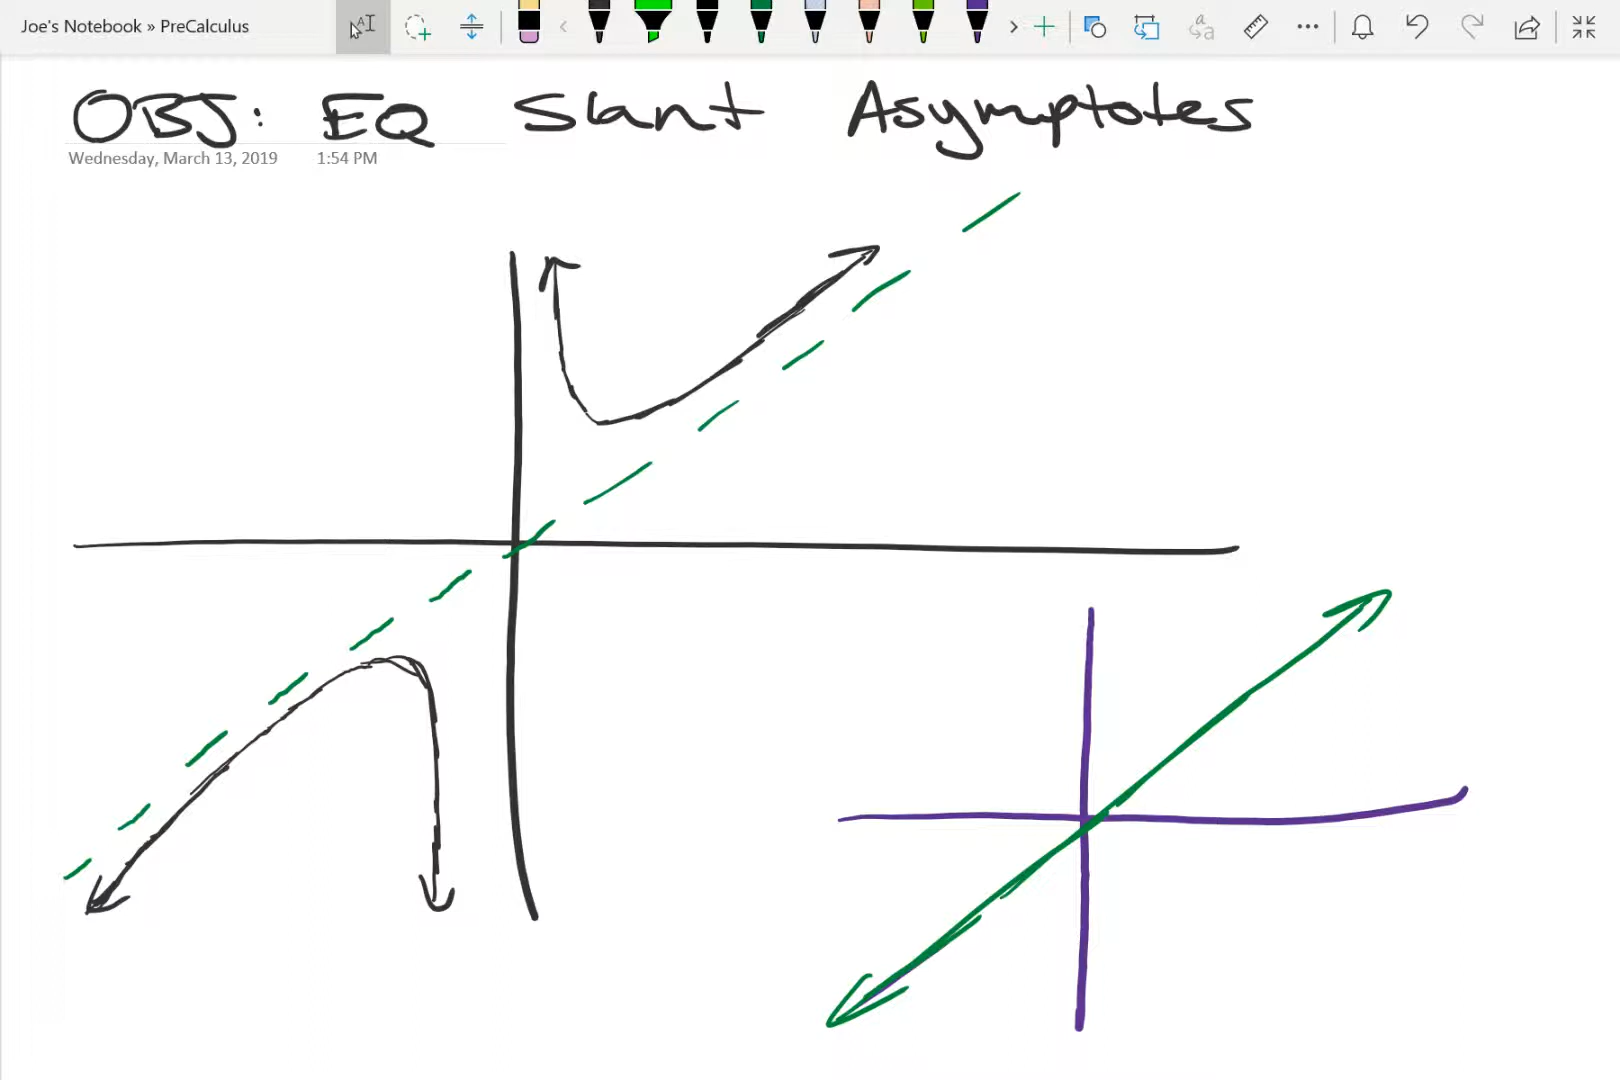 Joe's Notebook » PreCalculus
OBJ: EQ Slant Asymptotes
Wednesday, March 13, 2019 1:54 PM